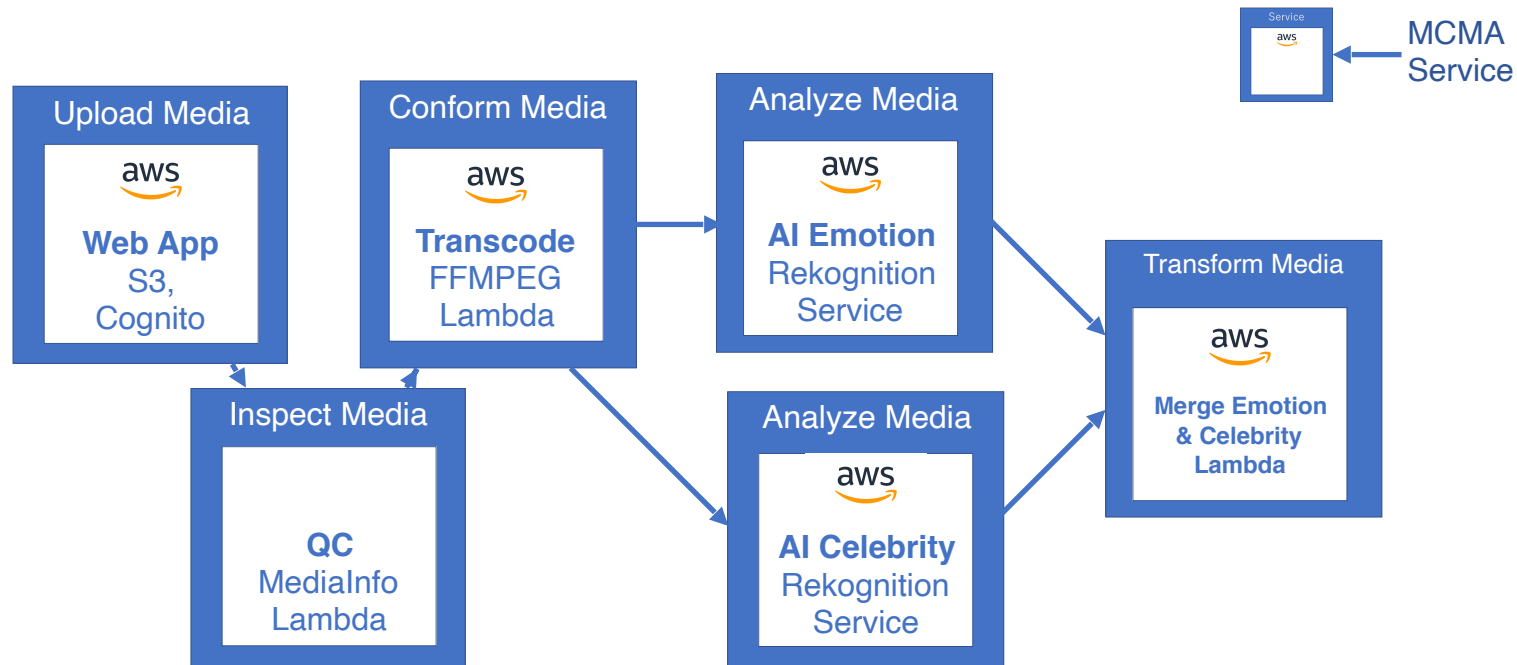 Service
aws
MCMA
Service
Upload Media
aws
Web App
S3,
Cognito
Inspect Media
QC
MediaInfo
Lambda
Conform Media
aws
Transcode
FFMPEG
Lambda
Analyze Media
aws
AI Emotion
Rekognition
Service
Analyze Media
aws
AI Celebrity
Rekognition
Service
Transform Media
aws
Merge Emotion
& Celebrity
Lambda